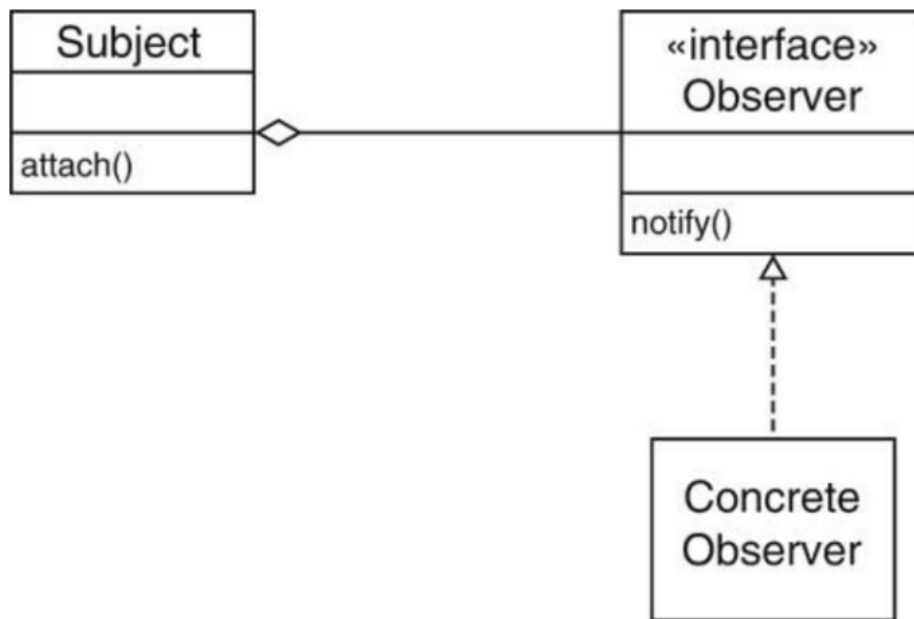 Subject
attach()
«interface»
Observer
notify()
Concrete
Observer